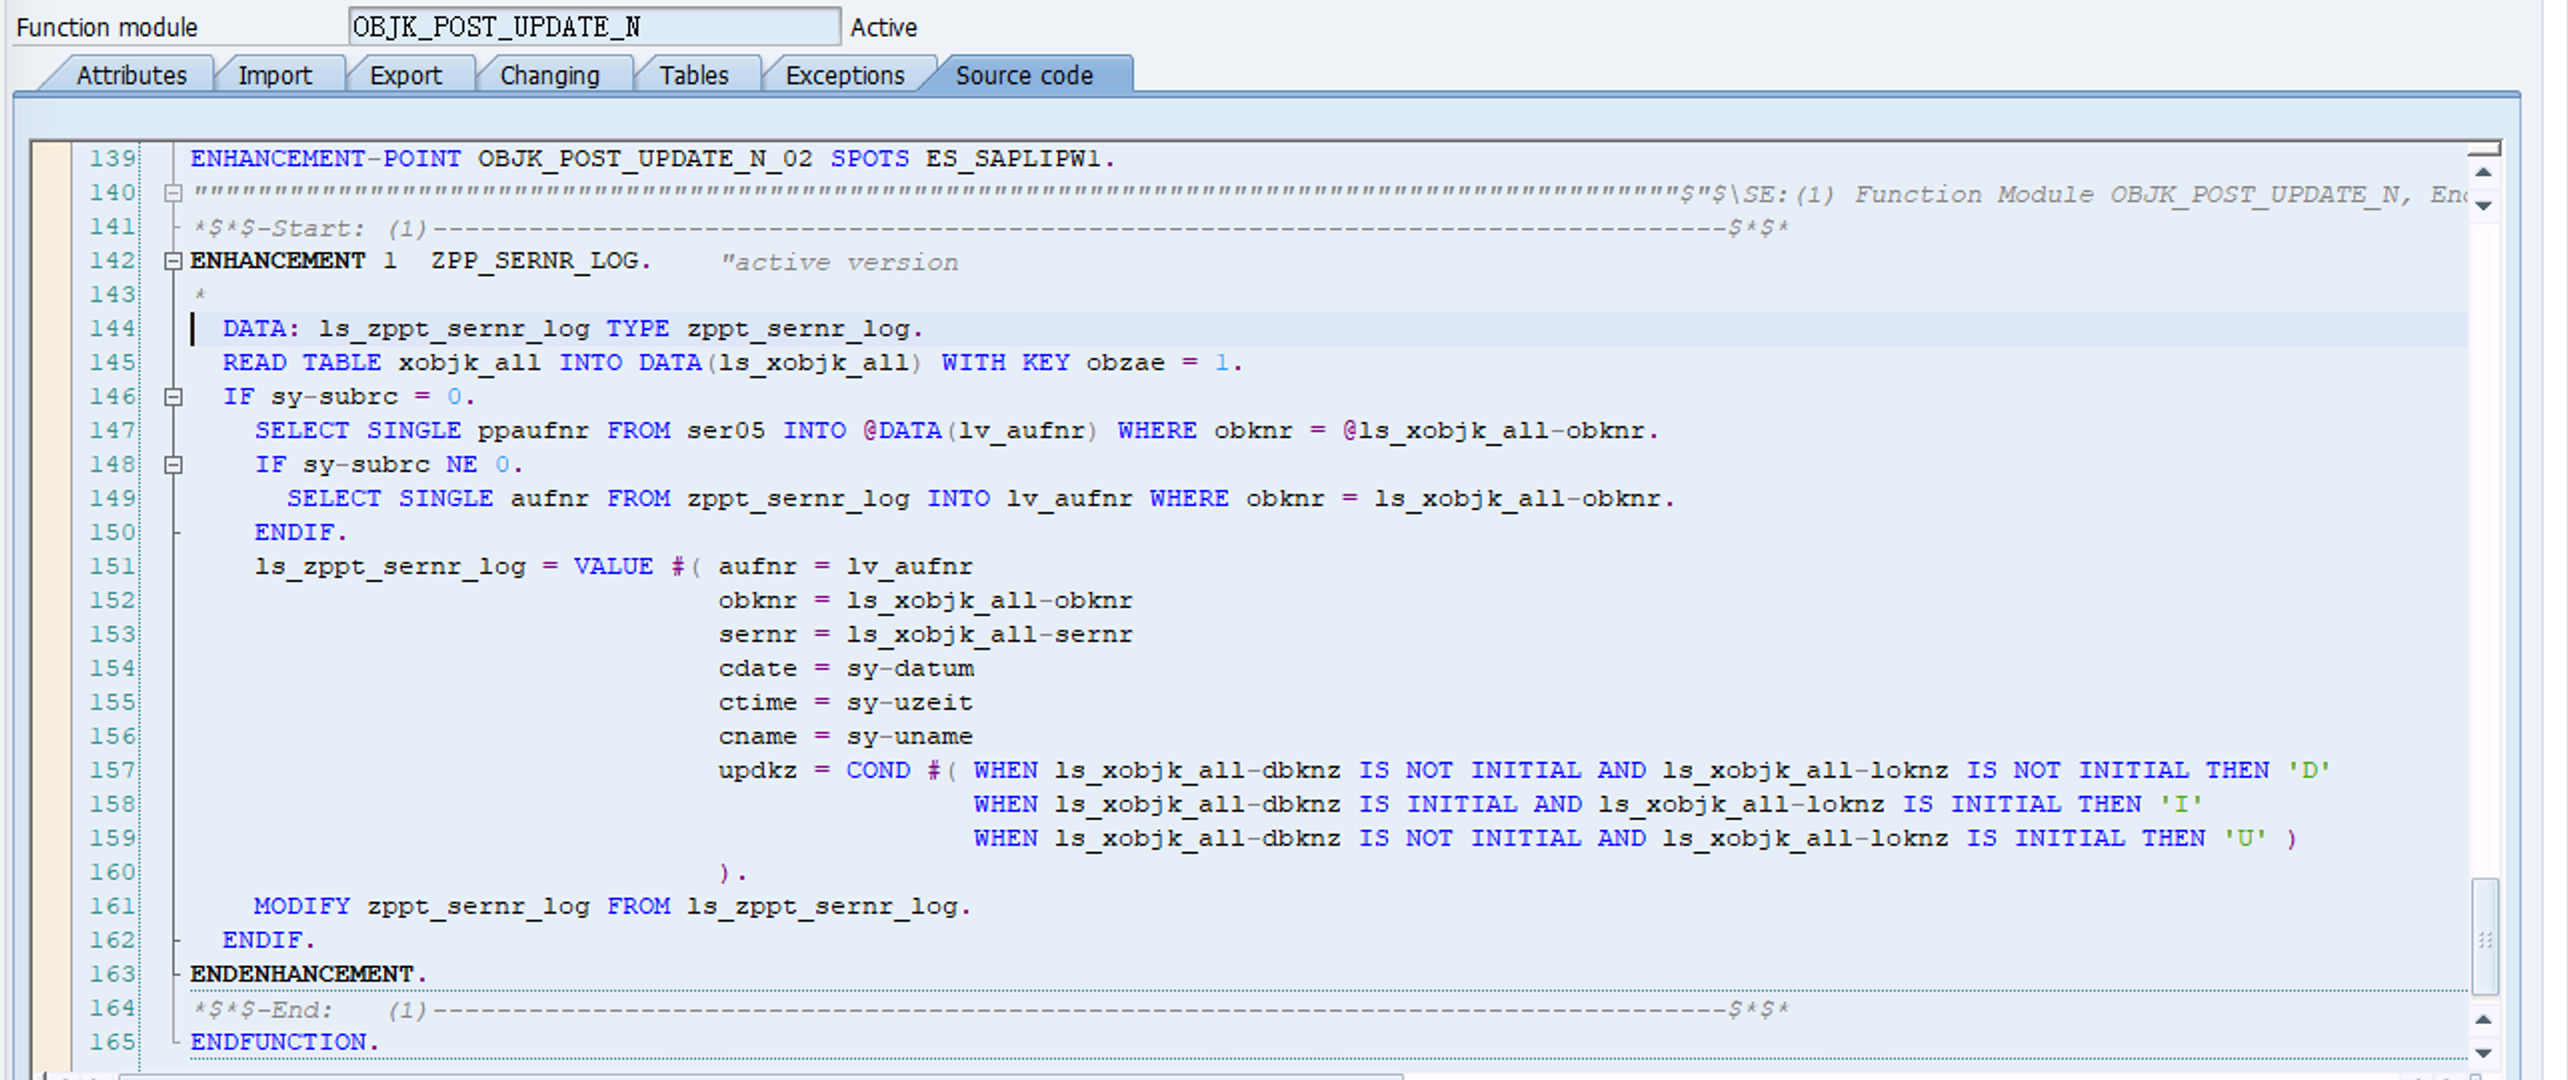 Function module OBJK_POST_UPDATE_N Active
Attributes Import Export Changing Tables Exceptions Source code
139 ENHANCEMENT-POINT OBJK_POST_UPDATE_N_02 SPOTS ES_SAPLIPW1.
140 """""""""""""""""""""""""""""""""""""""""""""""""""""""""""""""""""""""""""""""""""""""""""""$"$\SE:(1) Function Module OBJK_POST_UPDATE_N, End
141 *$*$-Start: (1)---------------------------------------------------------------------------------$*$*
142 ENHANCEMENT 1  ZPP_SERNR_LOG.    "active version
143 *
144   DATA: ls_zppt_sernr_log TYPE zppt_sernr_log.
145   READ TABLE xobjk_all INTO DATA(ls_xobjk_all) WITH KEY obzae = 1.
146   IF sy-subrc = 0.
147     SELECT SINGLE ppaufnr FROM ser05 INTO @DATA(lv_aufnr) WHERE obknr = @ls_xobjk_all-obknr.
148     IF sy-subrc NE 0.
149       SELECT SINGLE aufnr FROM zppt_sernr_log INTO lv_aufnr WHERE obknr = ls_xobjk_all-obknr.
150     ENDIF.
151     ls_zppt_sernr_log = VALUE #( aufnr = lv_aufnr
152                                  obknr = ls_xobjk_all-obknr
153                                  sernr = ls_xobjk_all-sernr
154                                  cdate = sy-datum
155                                  ctime = sy-uzeit
156                                  cname = sy-uname
157                                  updkz = COND #( WHEN ls_xobjk_all-dbknz IS NOT INITIAL AND ls_xobjk_all-loknz IS NOT INITIAL THEN 'D'
158                                                  WHEN ls_xobjk_all-dbknz IS INITIAL AND ls_xobjk_all-loknz IS INITIAL THEN 'I'
159                                                  WHEN ls_xobjk_all-dbknz IS NOT INITIAL AND ls_xobjk_all-loknz IS INITIAL THEN 'U' )
160                                  ).
161     MODIFY zppt_sernr_log FROM ls_zppt_sernr_log.
162   ENDIF.
163 ENDENHANCEMENT.
164 *$*$-End:   (1)---------------------------------------------------------------------------------$*$*
165 ENDFUNCTION.